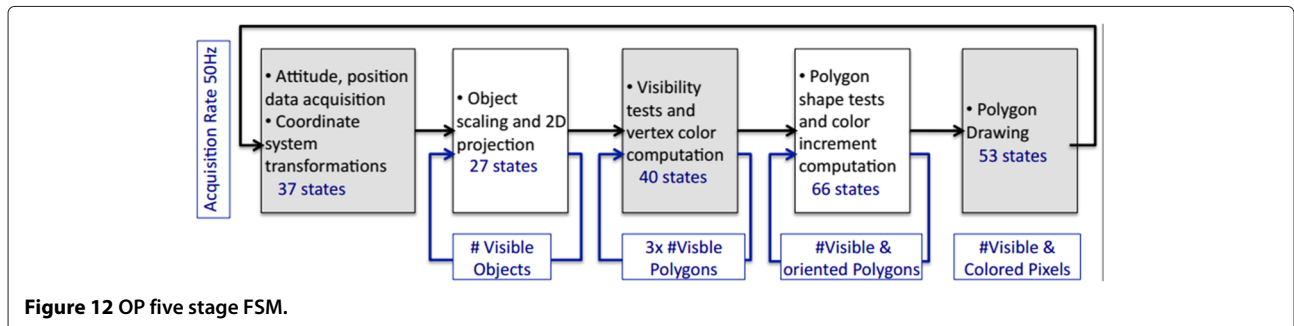 Acquisition Rate 50Hz
• Attitude, position
data acquisition
• Coordinate
system
transformations
37 states
• Object
scaling and 2D
projection
27 states
• Visibility
tests and
vertex color
computation
40 states
• Polygon
shape tests
and color
increment
computation
66 states
• Polygon
Drawing
53 states
# Visible
Objects
3x #Visble
Polygons
#Visible &
oriented Polygons
#Visible &
Colored Pixels
Figure 12 OP five stage FSM.